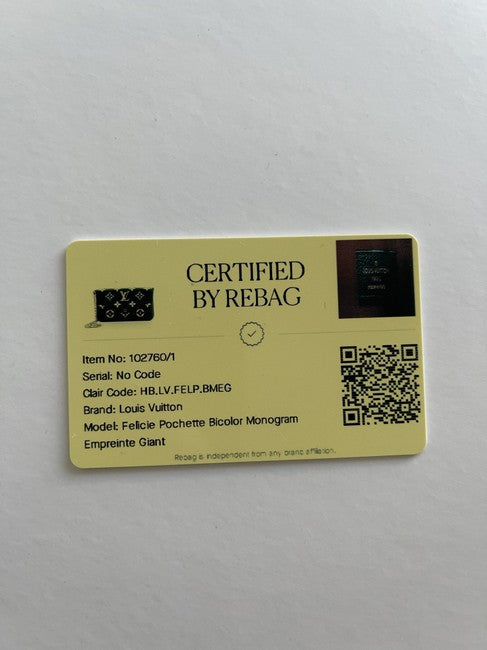 CERTIFIED
BY REBAG
Item No: 102760/1
Serial: No Code
Clair Code: HB.LV.FELP.BMEG
Brand: Louis Vuitton
Model: Felicie Pochette Bicolor Monogram
Empreinte Giant
Rebag is independent from any brand affiliation.